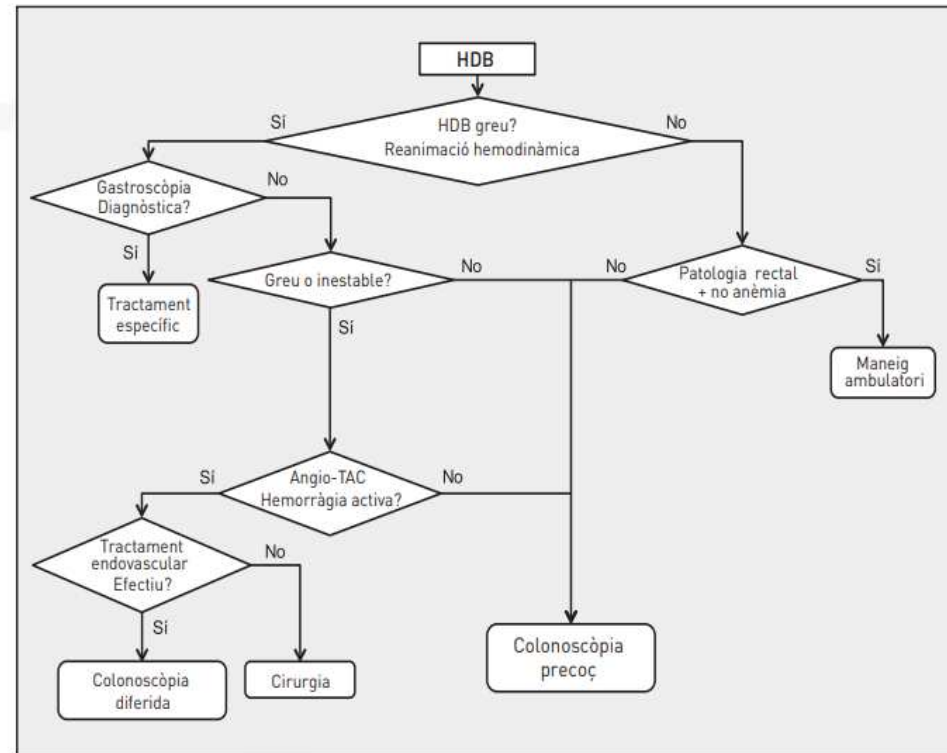 HDB
Sí
HDB greu?
No
Reanimació hemodinàmica
Gastroscòpia
Diagnòstica?
No
Sí
Greu o inestable?
No
No
Patologia rectal
+ no anèmia
Sí
Tractament
específic
Sí
Maneig
ambulatori
Sí
Angio-TAC
Hemorràgia activa?
No
Tractament
endovascular
Efectiu?
No
Sí
Colonoscòpia
diferida
Cirurgia
Colonoscòpia
precoç